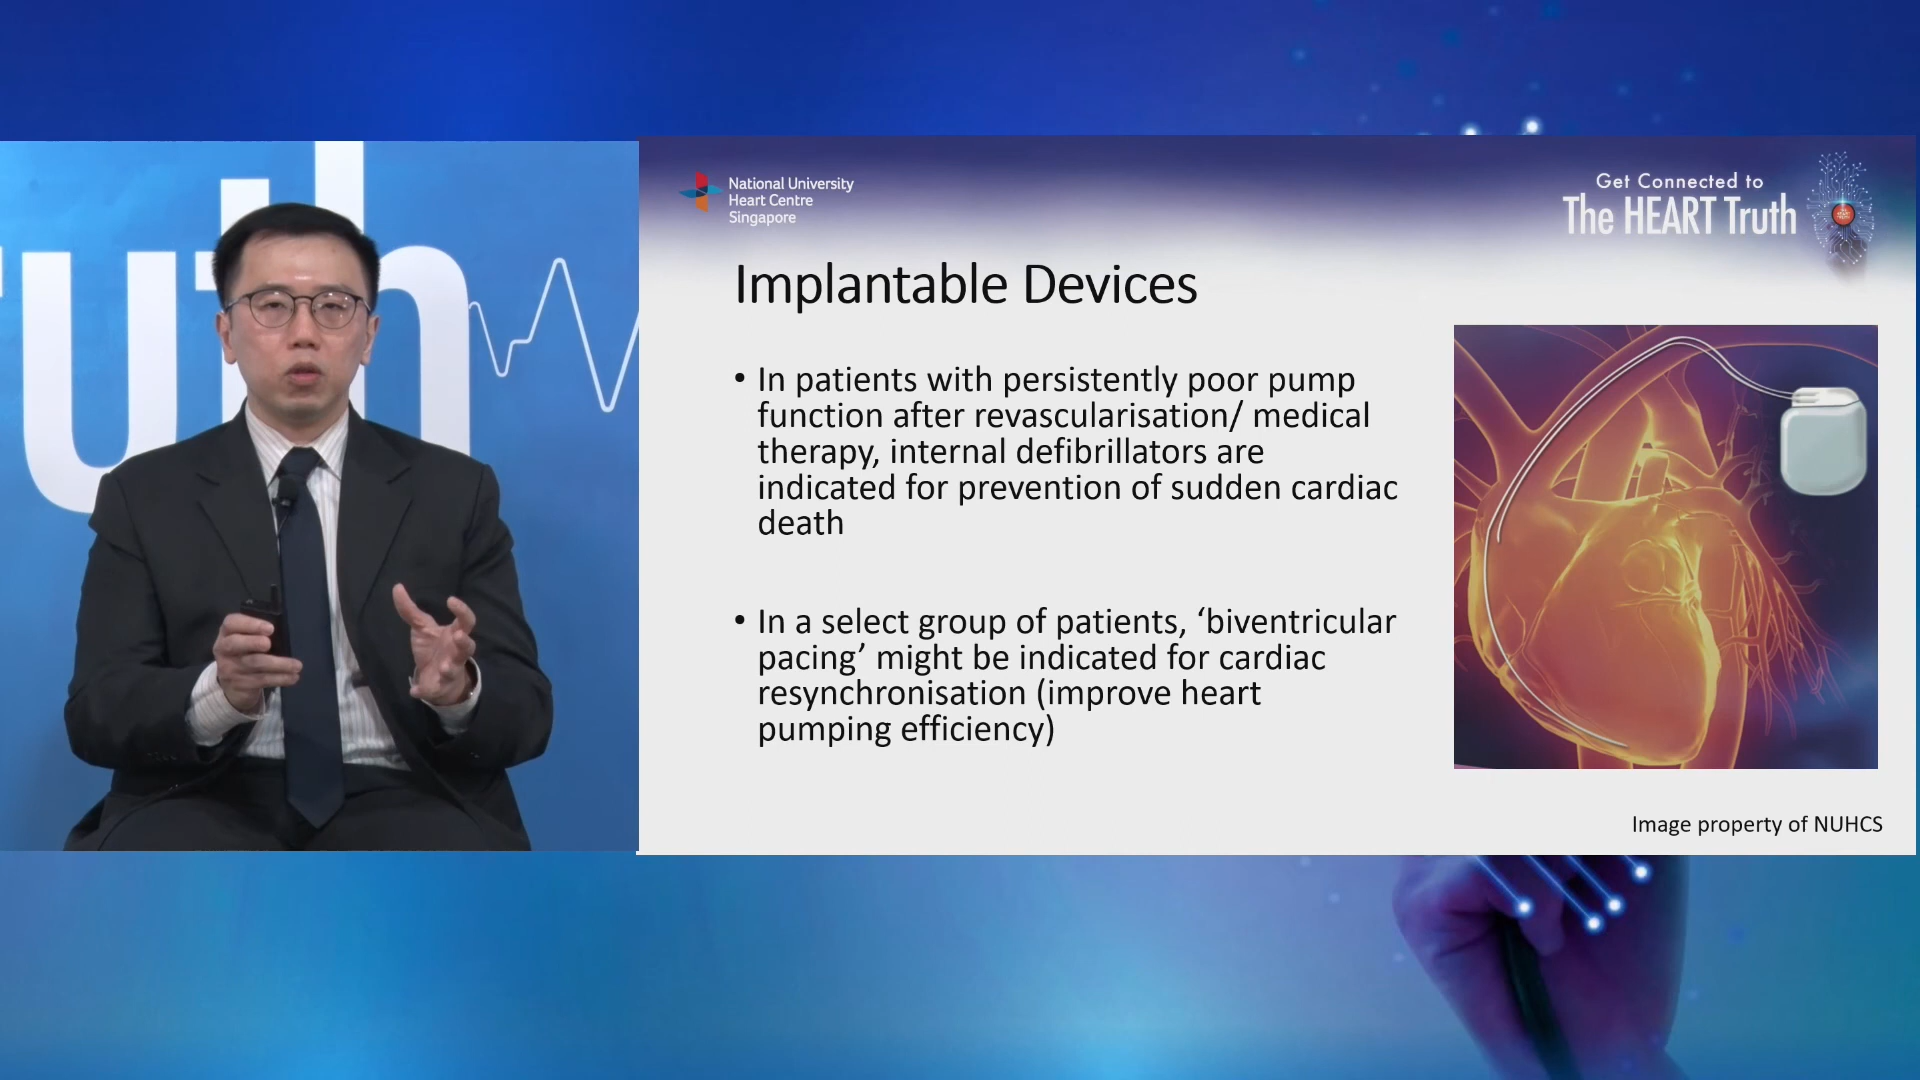 uth
National University
Heart Centre
Singapore
Get Connected to
The HEART Truth
Implantable Devices
• In patients with persistently poor pump
function after revascularisation/ medical
therapy, internal defibrillators are
indicated for prevention of sudden cardiac
death
• In a select group of patients, ‘biventricular
pacing’ might be indicated for cardiac
resynchronisation (improve heart
pumping efficiency)
Image property of NUHCS